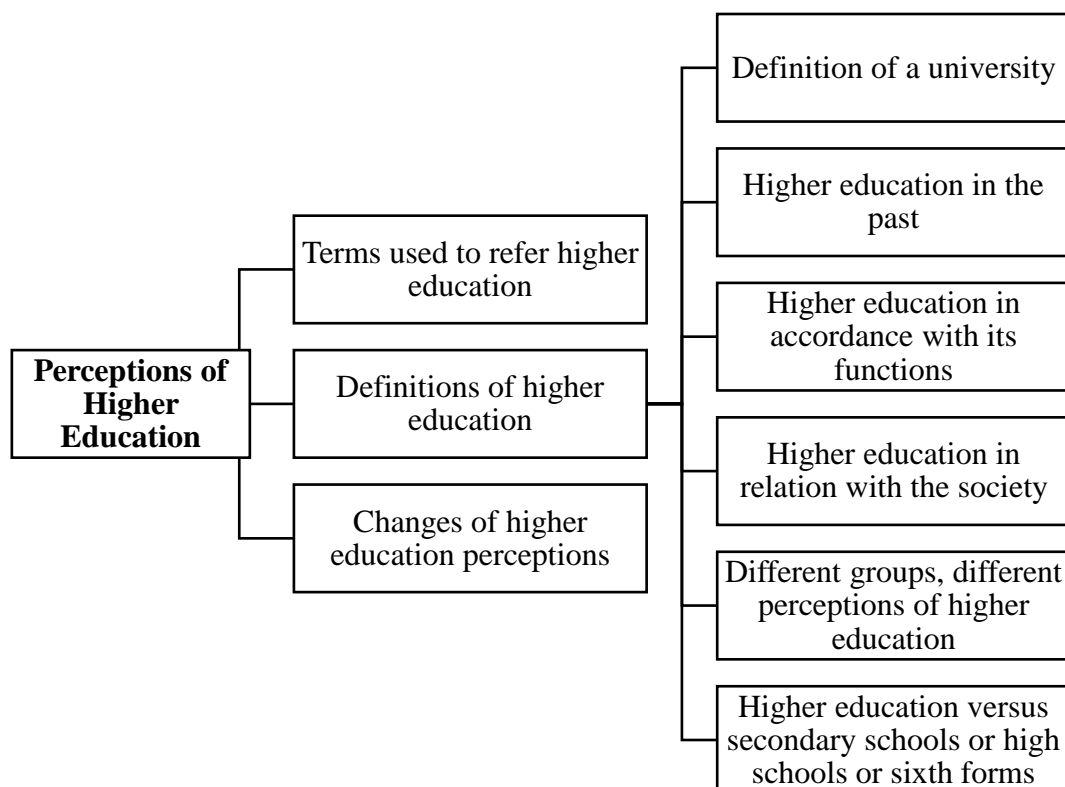 Perceptions of
Higher
Education
Terms used to refer higher
education
Definitions of higher
education
Changes of higher
education perceptions
Definition of a university
Higher education in the
past
Higher education in
accordance with its
functions
Higher education in
relation with the society
Different groups, different
perceptions of higher
education
Higher education versus
secondary schools or high
schools or sixth forms